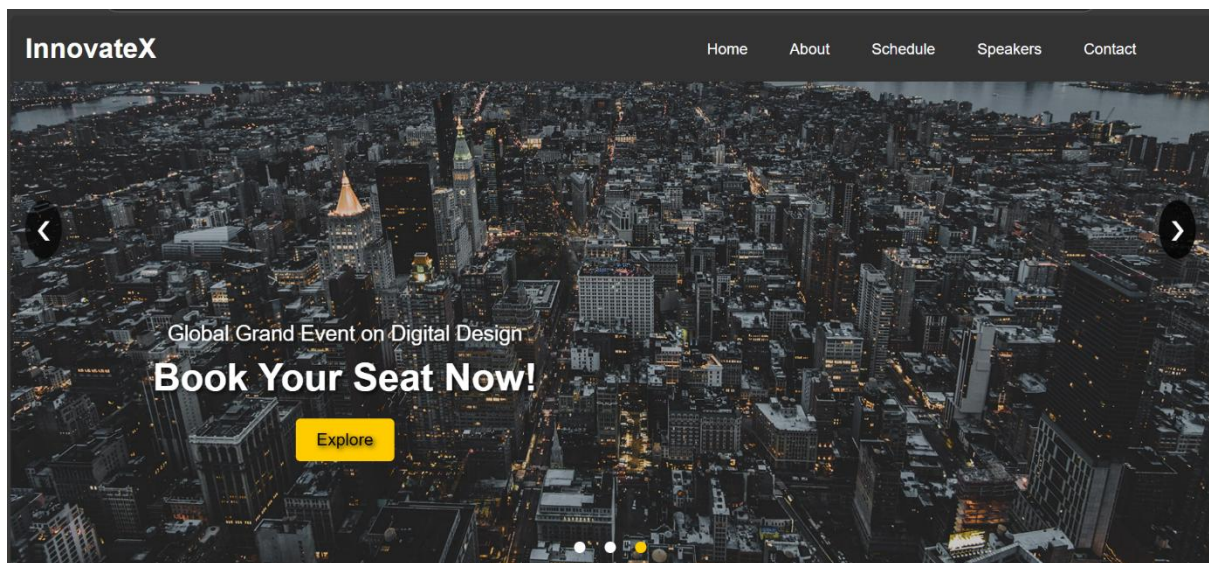 InnovateX
Home About Schedule Speakers Contact
Global Grand Event on Digital Design
Book Your Seat Now!
Explore